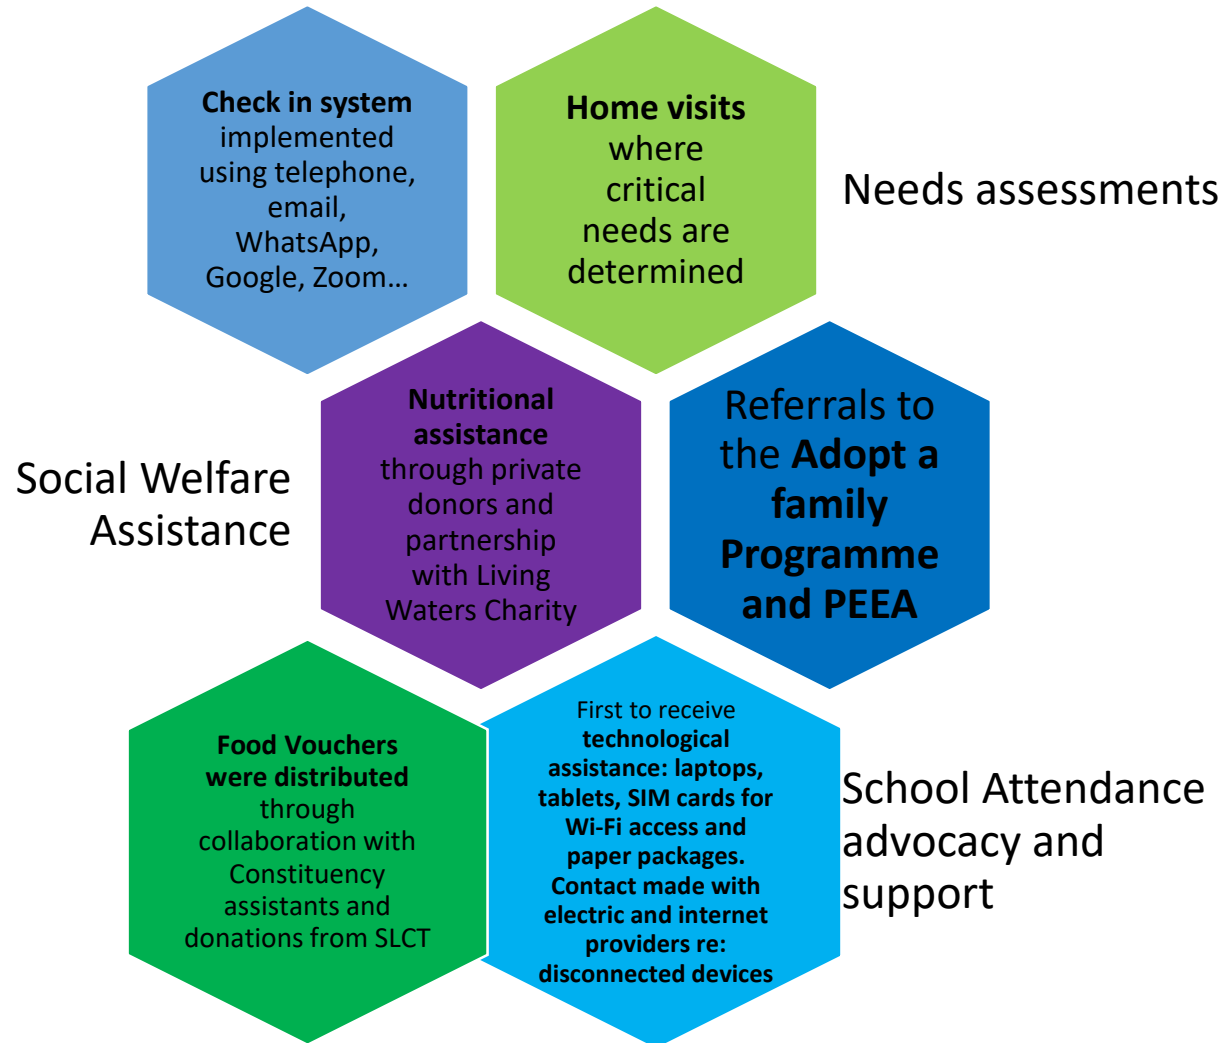 Check in system
implemented
using telephone,
email,
WhatsApp,
Google, Zoom…
Home visits
where
critical
needs are
determined
Needs assessments
Social Welfare
Assistance
Nutritional
assistance
through private
donors and
partnership
with Living
Waters Charity
Referrals to
the Adopt a
family
Programme
and PEEA
Food Vouchers
were distributed
through
collaboration with
Constituency
assistants and
donations from SLCT
First to receive
technological
assistance: laptops,
tablets, SIM cards for
Wi-Fi access and
paper packages.
Contact made with
electric and internet
providers re:
disconnected devices
School Attendance
advocacy and
support